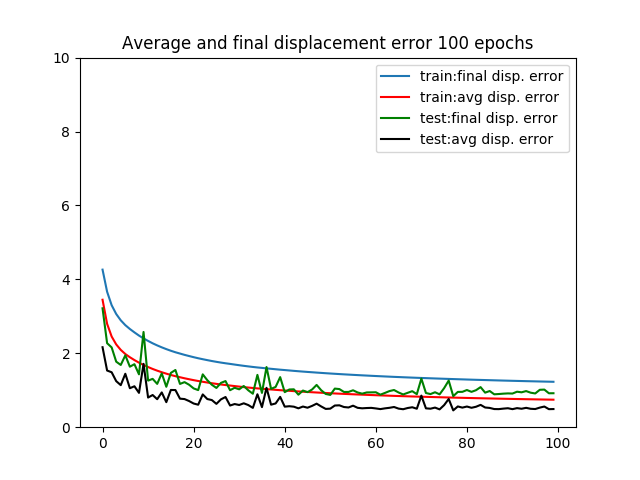 Average and final displacement error 100 epochs
10
8
6
4
2
0
train:final disp. error
train:avg disp. error
test:final disp. error
test:avg disp. error
0 20 40 60 80 100